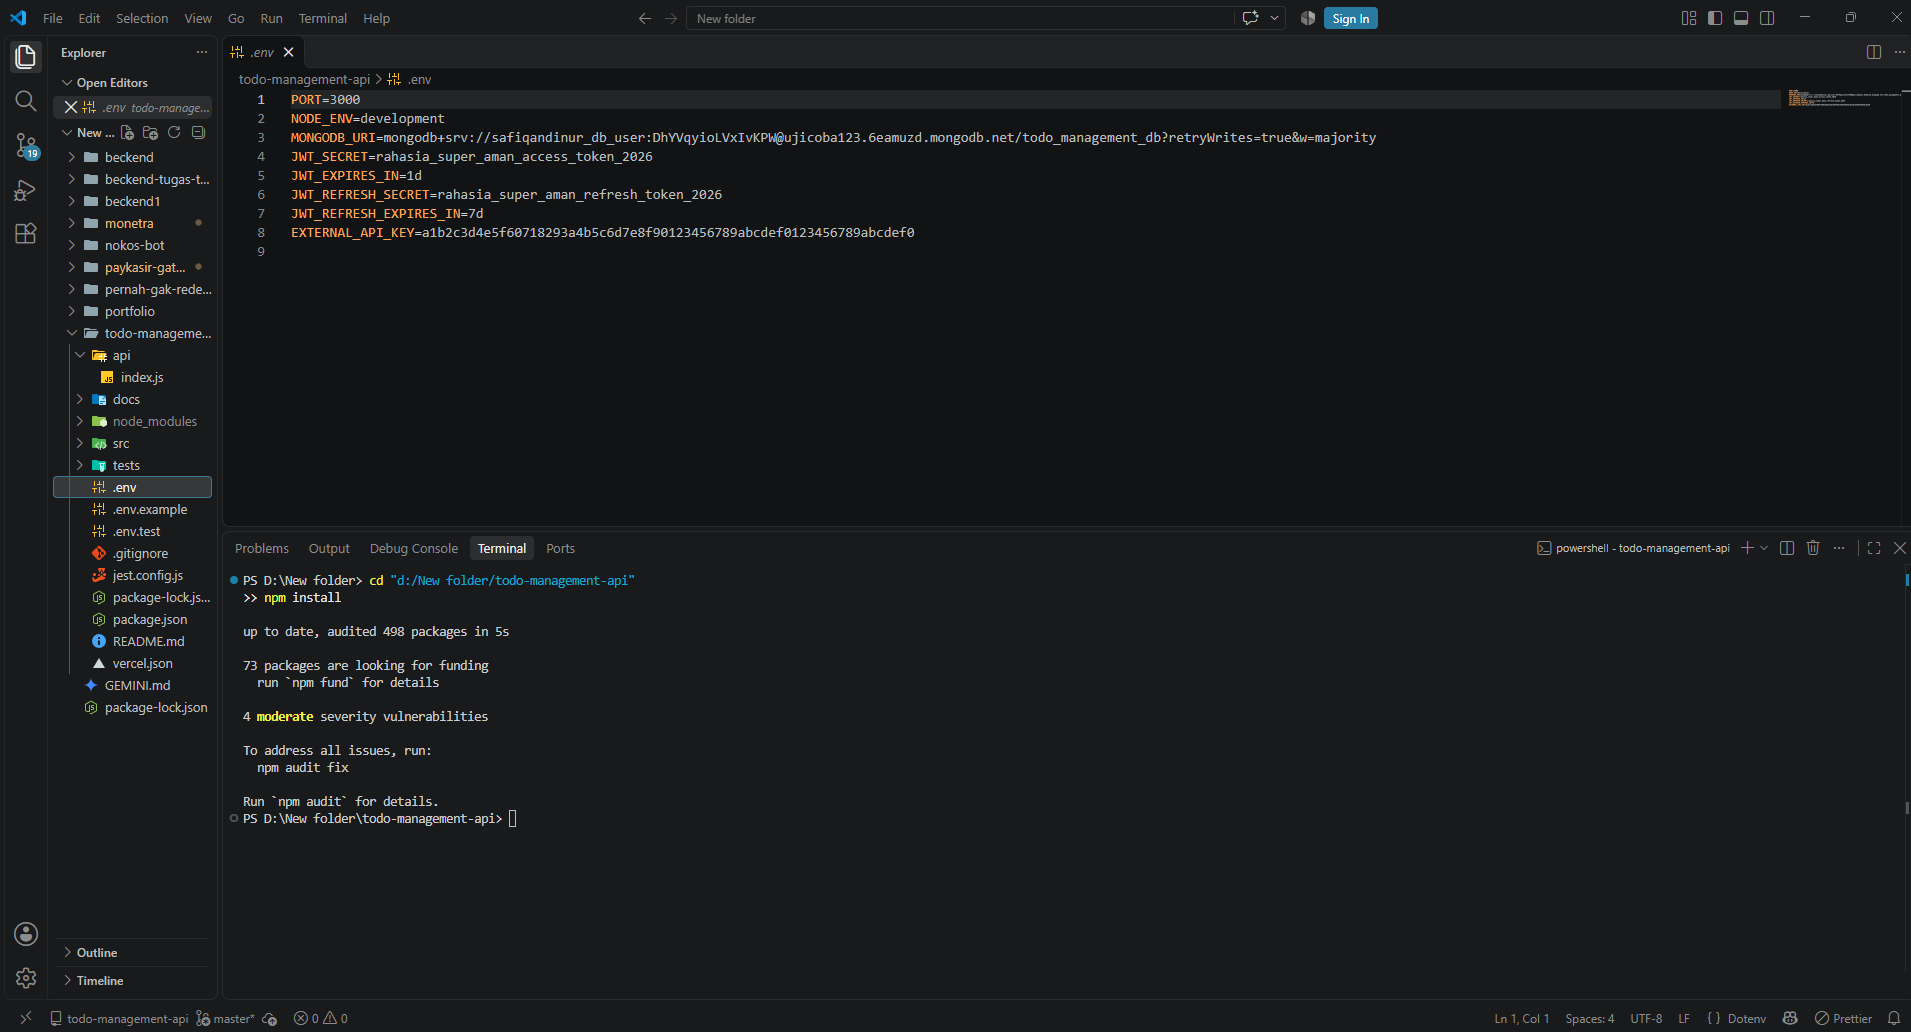 File Edit Selection View Go Run Terminal Help
New folder
Sign In
Explorer
Open Editors
.env todo-manage...
New ...
beckend
beckend-tugas-t...
beckend1
monetra
nokos-bot
paykasir-gat...
pernah-gak-rede...
portfolio
todo-manageme...
api
index.js
docs
node_modules
src
tests
.env
.env.example
.env.test
.gitignore
jest.config.js
package-lock.js...
package.json
README.md
vercel.json
GEMINI.md
package-lock.json
Outline
Timeline
19
.env
todo-management-api > .env
1 PORT=3000
2 NODE_ENV=development
3 MONGODB_URI=mongodb+srv://safiqandinur_db_user:DhYVqyioLVxIvKPW@ujicoba123.6eamuzd.mongodb.net/todo_management_db?retryWrites=true&w=majority
4 JWT_SECRET=rahasia_super_aman_access_token_2026
5 JWT_EXPIRES_IN=1d
6 JWT_REFRESH_SECRET=rahasia_super_aman_refresh_token_2026
7 JWT_REFRESH_EXPIRES_IN=7d
8 EXTERNAL_API_KEY=a1b2c3d4e5f60718293a4b5c6d7e8f90123456789abcdef0123456789abcdef0
9
Problems Output Debug Console Terminal Ports
powershell - todo-management-api
PS D:\New folder> cd "d:/New folder/todo-management-api"
>> npm install
up to date, audited 498 packages in 5s
73 packages are looking for funding
run `npm fund` for details
4 moderate severity vulnerabilities
To address all issues, run:
npm audit fix
Run `npm audit` for details.
PS D:\New folder\todo-management-api>
todo-management-api master* 0 0
Ln 1, Col 1 Spaces: 4 UTF-8 LF { } Dotenv Prettier